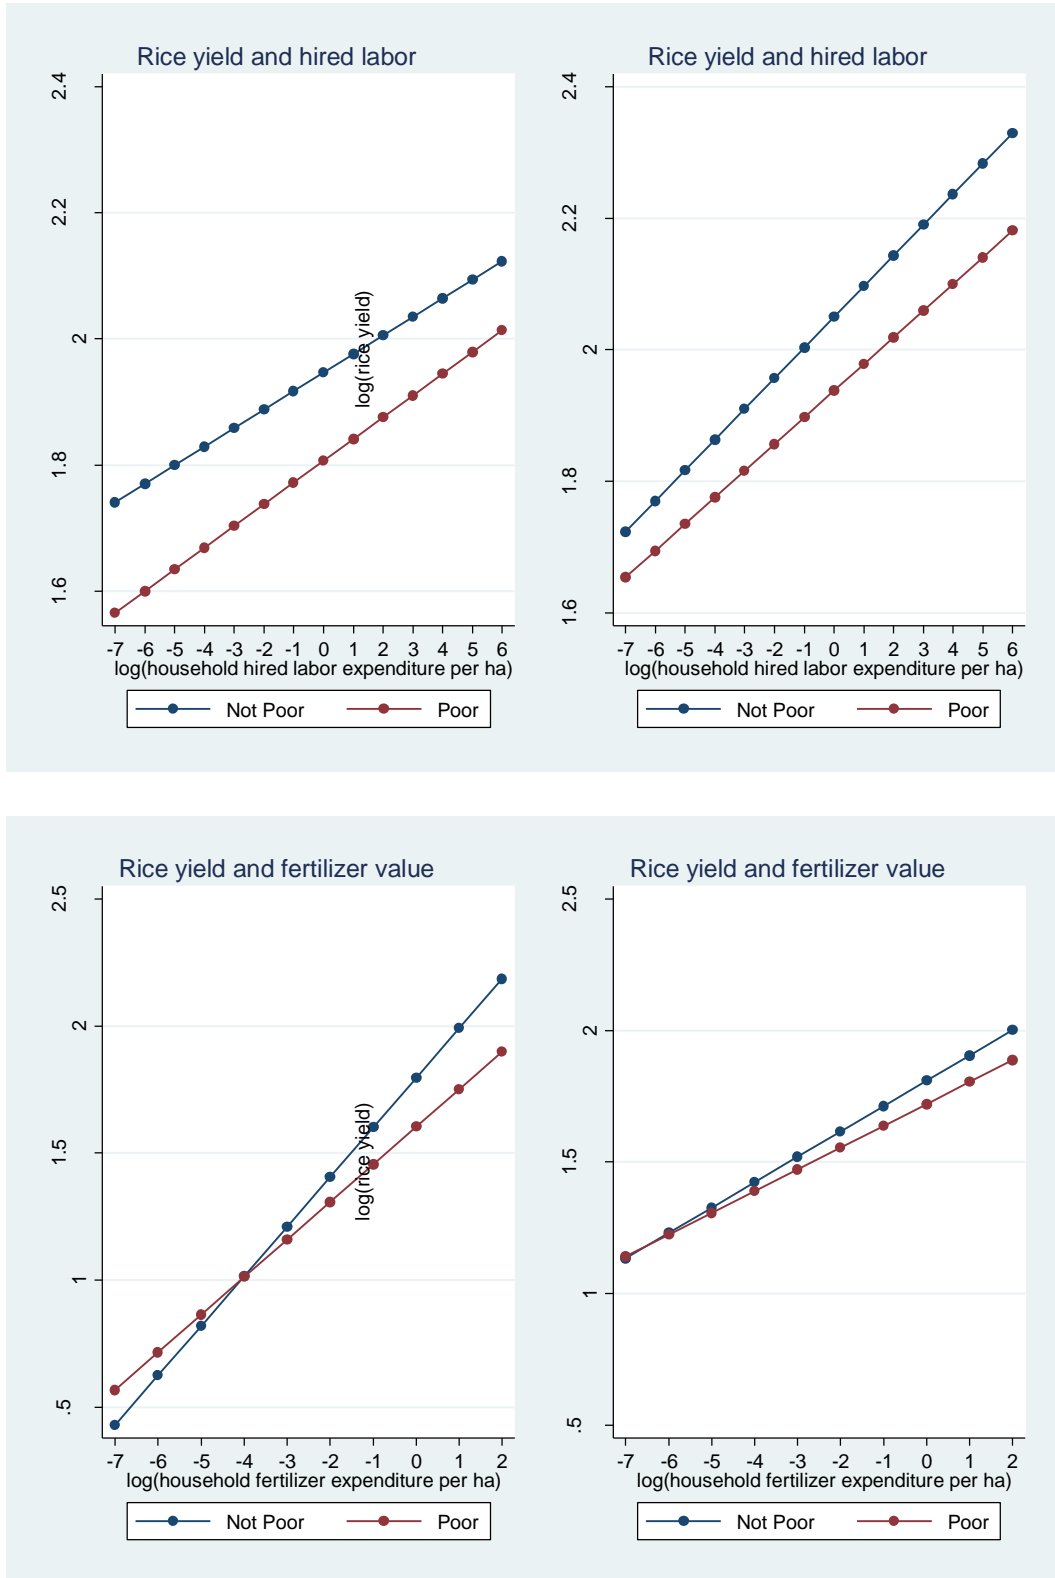 Rice yield and hired labor
2.4
2.2
2
1.8
1.6
log(rice yield)
-7 -6 -5 -4 -3 -2 -1 0 1 2 3 4 5 6
log(household hired labor expenditure per ha)
Not Poor Poor
Rice yield and hired labor
2.4
2.2
2
1.8
1.6
-7 -6 -5 -4 -3 -2 -1 0 1 2 3 4 5 6
log(household hired labor expenditure per ha)
Not Poor Poor
Rice yield and fertilizer value
2.5
2
1.5
1
.5
log(rice yield)
-7 -6 -5 -4 -3 -2 -1 0 1 2
log(household fertilizer expenditure per ha)
Not Poor Poor
Rice yield and fertilizer value
2.5
2
1.5
1
.5
-7 -6 -5 -4 -3 -2 -1 0 1 2
log(household fertilizer expenditure per ha)
Not Poor Poor